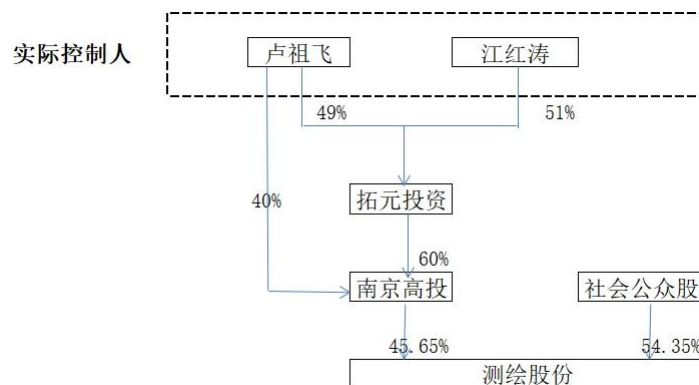 实际控制人
卢祖飞
江红涛
49%
51%
拓元投资
40%
60%
南京高投
社会公众股
45.65%
54.35%
测绘股份